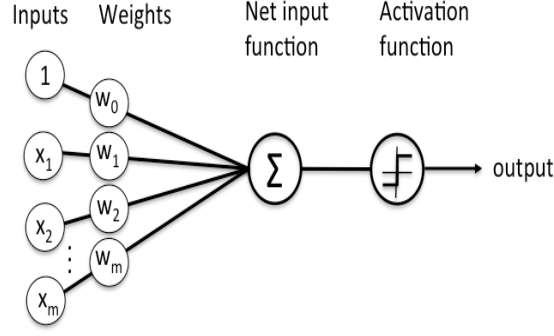 Inputs
Weights
Net input
function
Activation
function
1
w0
x1
w1
x2
w2
⋮
xm
wm
Σ
output